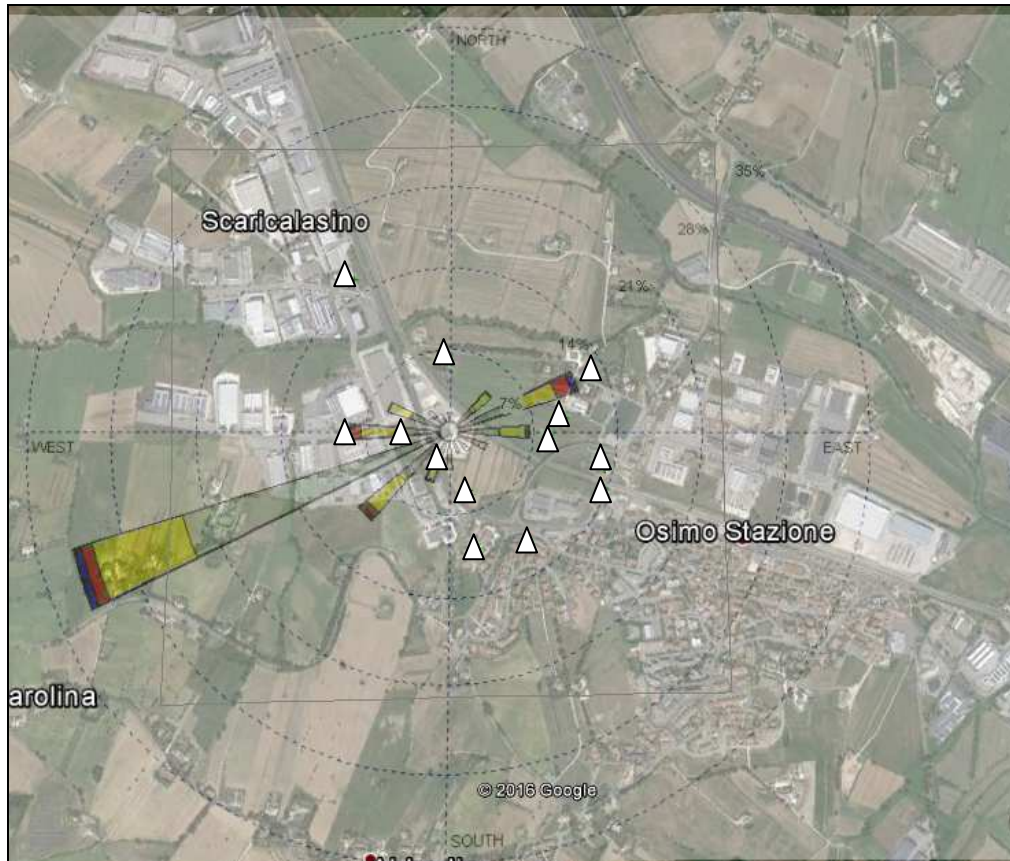 NORTH
35%
Scaricalasino
28%
21%
14%
7%
WEST
EAST
Osimo Stazione
arolina
© 2016 Google
SOUTH